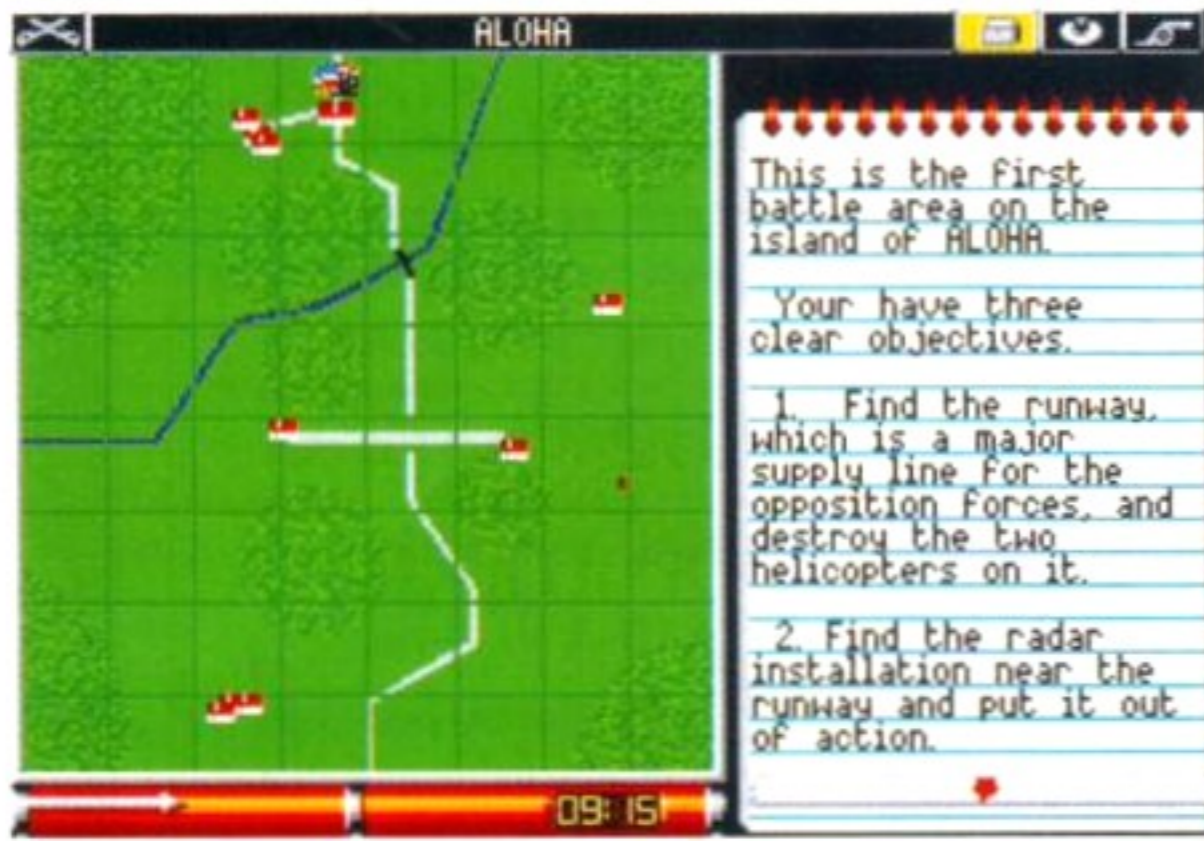 ALOHA
This is the first
battle area on the
island of ALOHA.
Your have three
clear objectives.
1. Find the runway,
which is a major
supply line for the
opposition forces, and
destroy the two
helicopters on it.
2. Find the radar
installation near the
runway and put it out
of action.
09:15